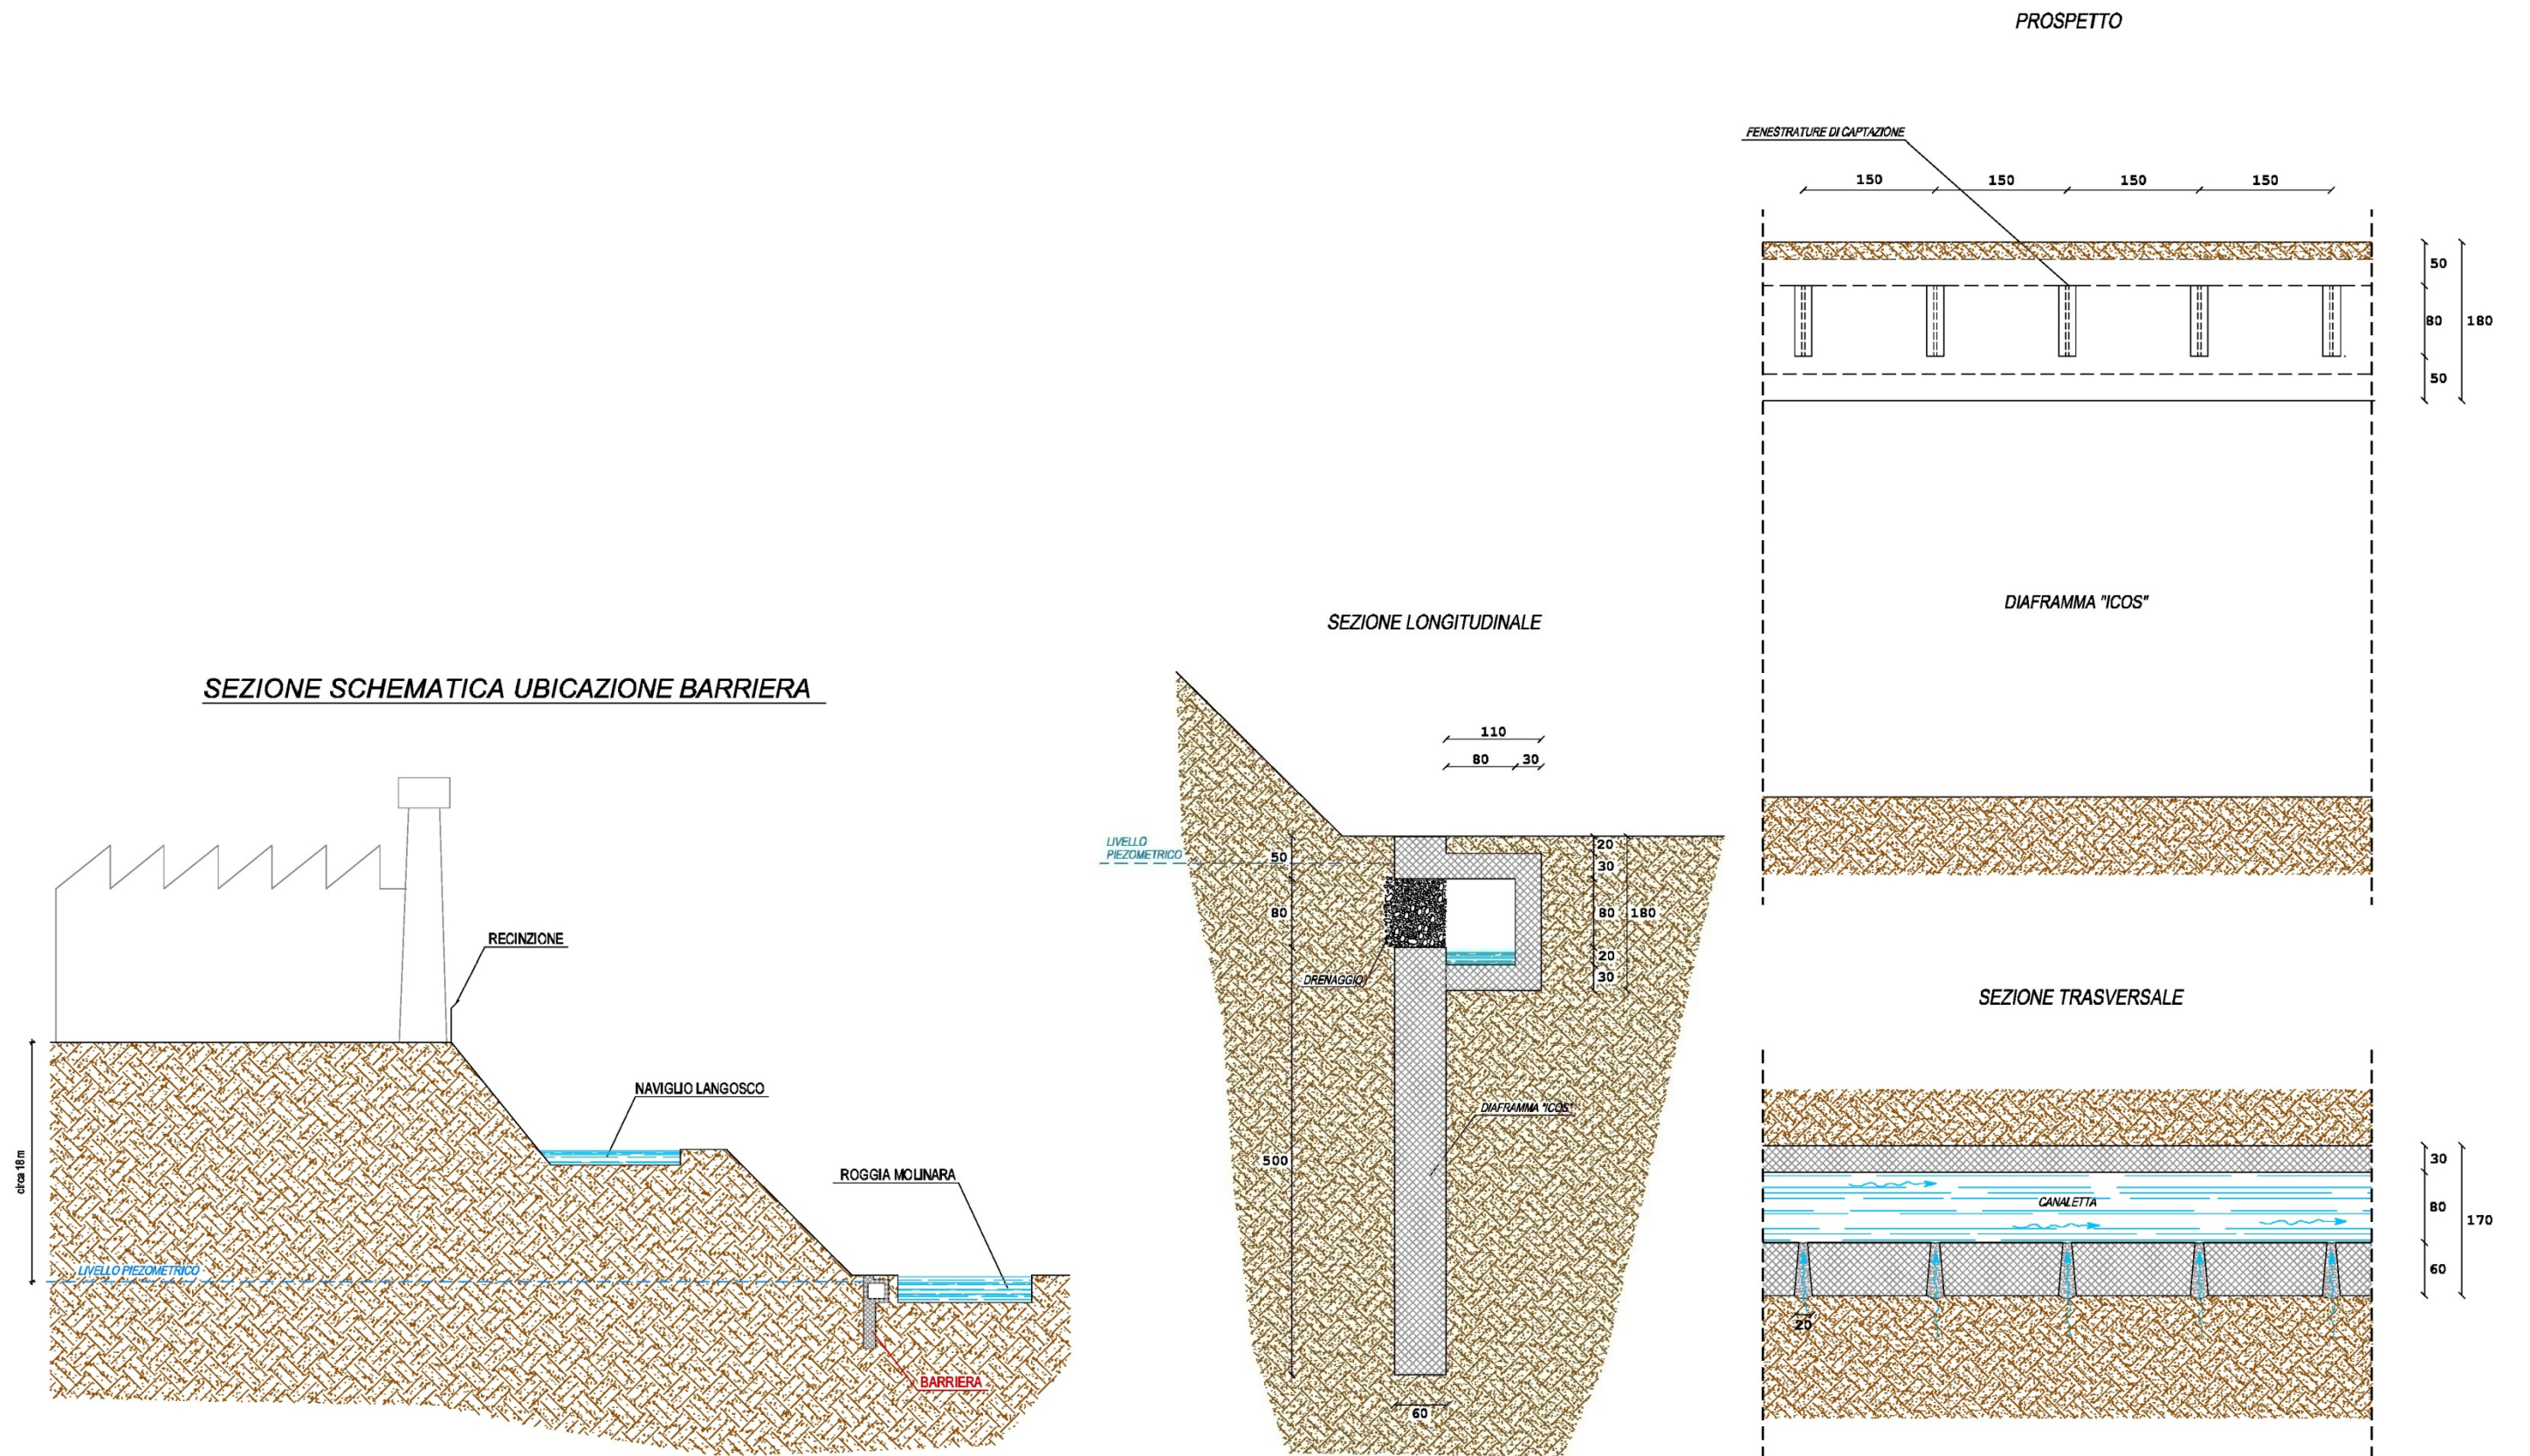 PROSPETTO
FENESTRATURE DI CAPTAZIONE
150
150
150
150
50
80
180
50
DIAFRAMMA "ICOS"
SEZIONE LONGITUDINALE
SEZIONE SCHEMATICA UBICAZIONE BARRIERA
110
80
30
LIVELLO
PIEZOMETRICO
50
80
500
20
30
80
180
20
30
DRENAGGIO
DIAFRAMMA "ICOS"
60
RECINZIONE
NAVIGLIO LANGOSCO
ROGGIA MOLINARA
circa 18m
LIVELLO PIEZOMETRICO
BARRIERA
SEZIONE TRASVERSALE
CANALETTA
30
80
170
60
20